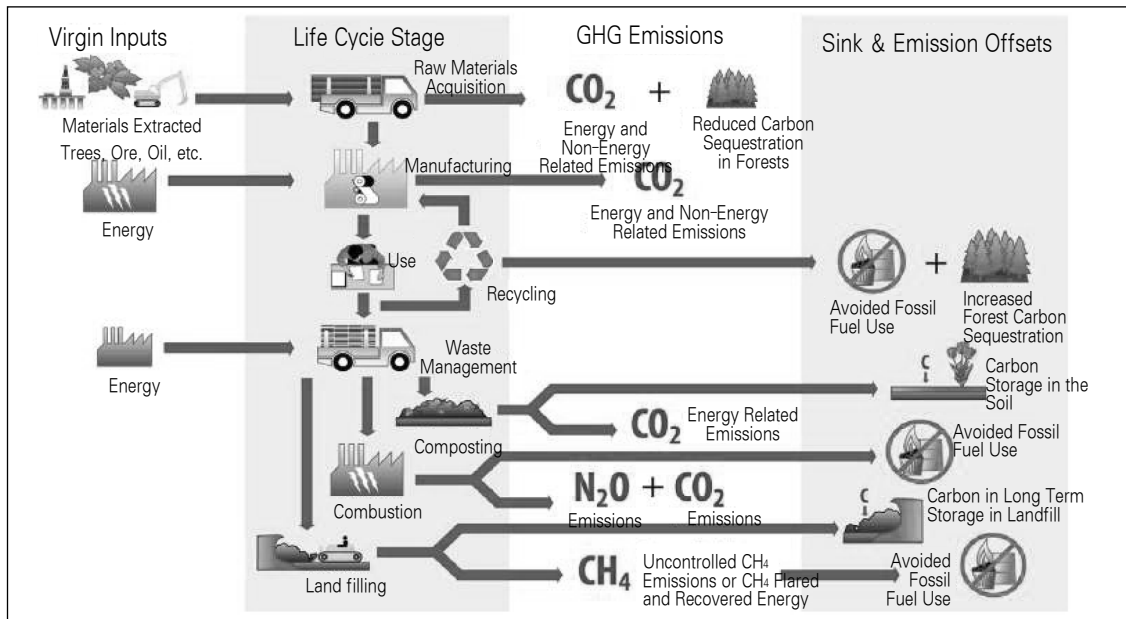 Virgin Inputs
Life Cycie Stage
GHG Emissions
Sink & Emission Offsets
Raw Materials
Acquisition
CO₂ +
Materials Extracted
Trees, Ore, Oil, etc.
Energy and
Non-Energy
Related Emissions
Reduced Carbon
Sequestration
in Forests
Manufacturing
CO₂
Energy
Energy and Non-Energy
Related Emissions
Use
Recycling
+
Avoided Fossil
Fuel Use
Increased
Forest Carbon
Sequestration
Energy
Waste
Management
C
Carbon
Storage in the
Soil
Composting
CO₂
Energy Related
Emissions
Avoided Fossil
Fuel Use
Combustion
N₂O + CO₂
Emissions
Emissions
C
Carbon in Long Term
Storage in Landfill
Land filling
CH₄
Uncontrolled CH₄
Emissions or CH₄ Flared
and Recovered Energy
Avoided
Fossil
Fuel Use